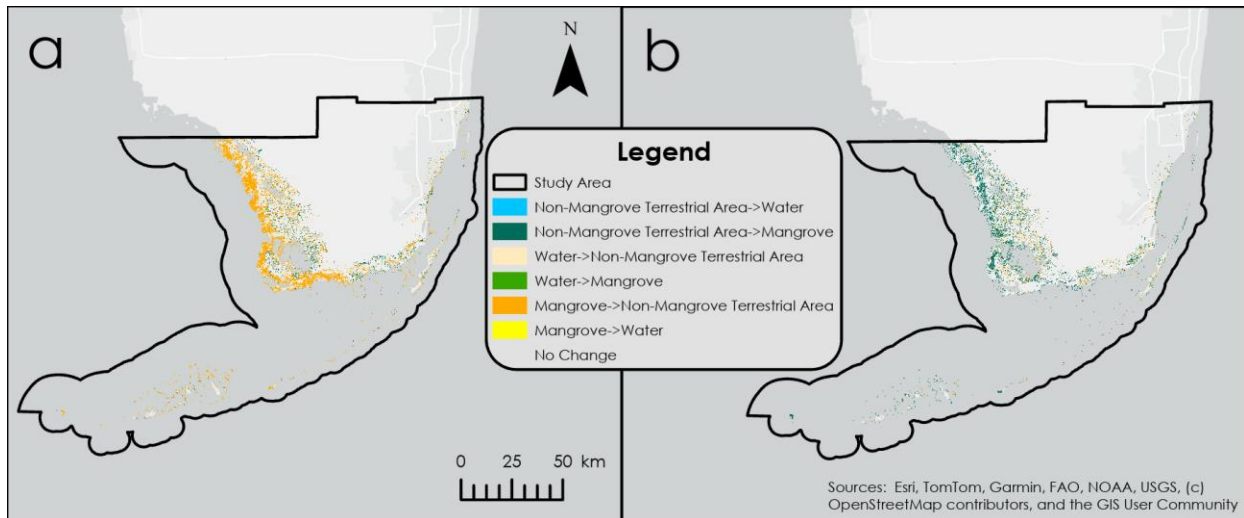 a
N
b
Legend
Study Area
Non-Mangrove Terrestrial Area->Water
Non-Mangrove Terrestrial Area->Mangrove
Water->Non-Mangrove Terrestrial Area
Water->Mangrove
Mangrove->Non-Mangrove Terrestrial Area
Mangrove->Water
No Change
0 25 50 km
Sources: Esri, TomTom, Garmin, FAO, NOAA, USGS, (c)
OpenStreetMap contributors, and the GIS User Community